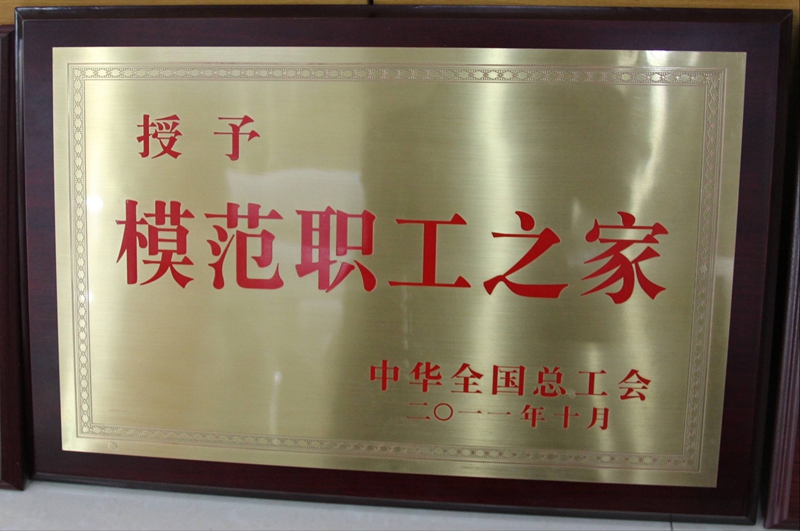 授予
模范职工之家
中华全国总工会
二〇一一年十月